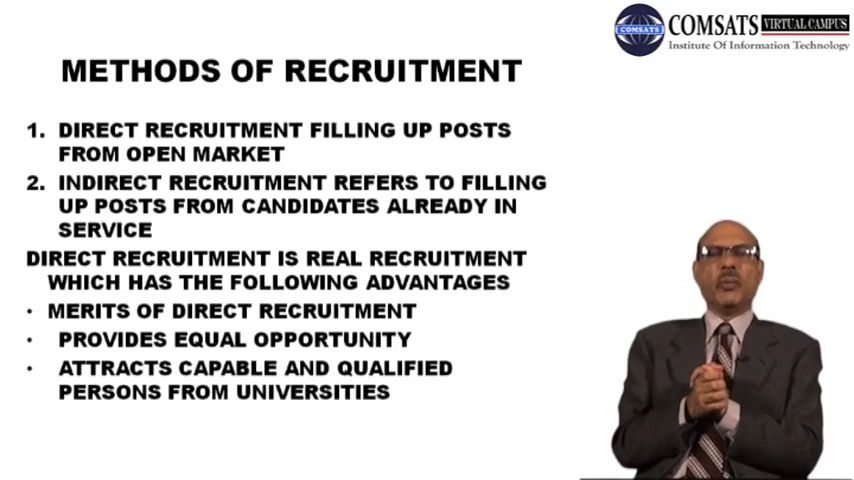 COMSATS VIRTUAL CAMPUS
COMSATS
Institute Of Information Technology
METHODS OF RECRUITMENT
1. DIRECT RECRUITMENT FILLING UP POSTS
FROM OPEN MARKET
2. INDIRECT RECRUITMENT REFERS TO FILLING
UP POSTS FROM CANDIDATES ALREADY IN
SERVICE
DIRECT RECRUITMENT IS REAL RECRUITMENT
WHICH HAS THE FOLLOWING ADVANTAGES
· MERITS OF DIRECT RECRUITMENT
· PROVIDES EQUAL OPPORTUNITY
· ATTRACTS CAPABLE AND QUALIFIED
PERSONS FROM UNIVERSITIES